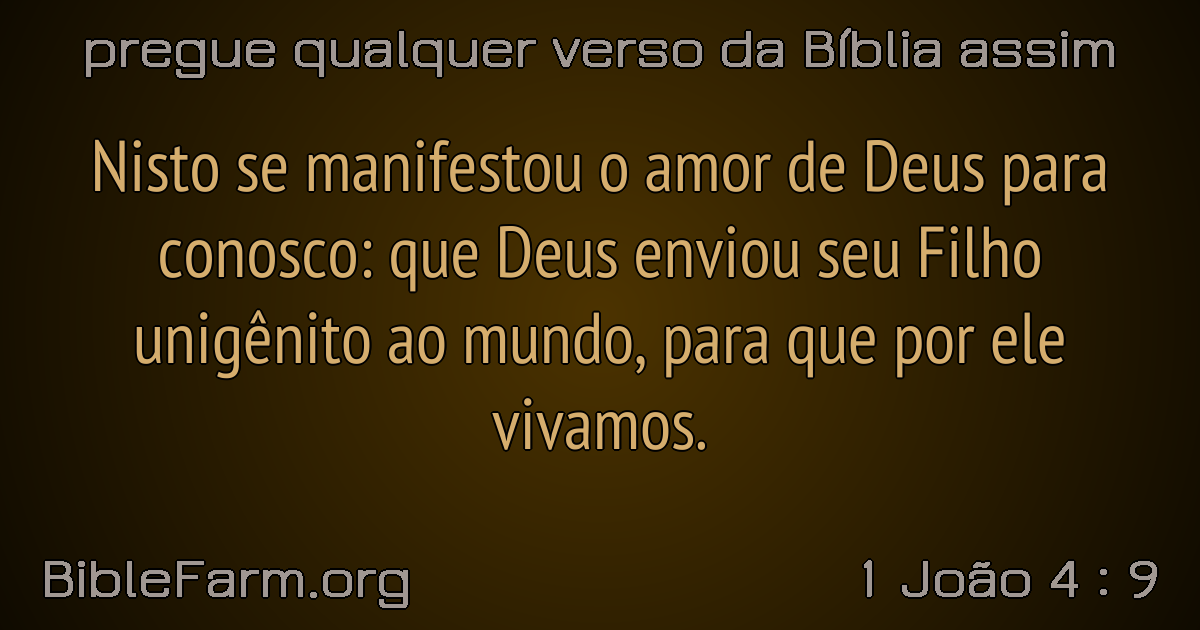 pregue qualquer verso da Bíblia assim
Nisto se manifestou o amor de Deus para
conosco: que Deus enviou seu Filho
unigênito ao mundo, para que por ele
vivamos.
BibleFarm.org
1 João 4 : 9